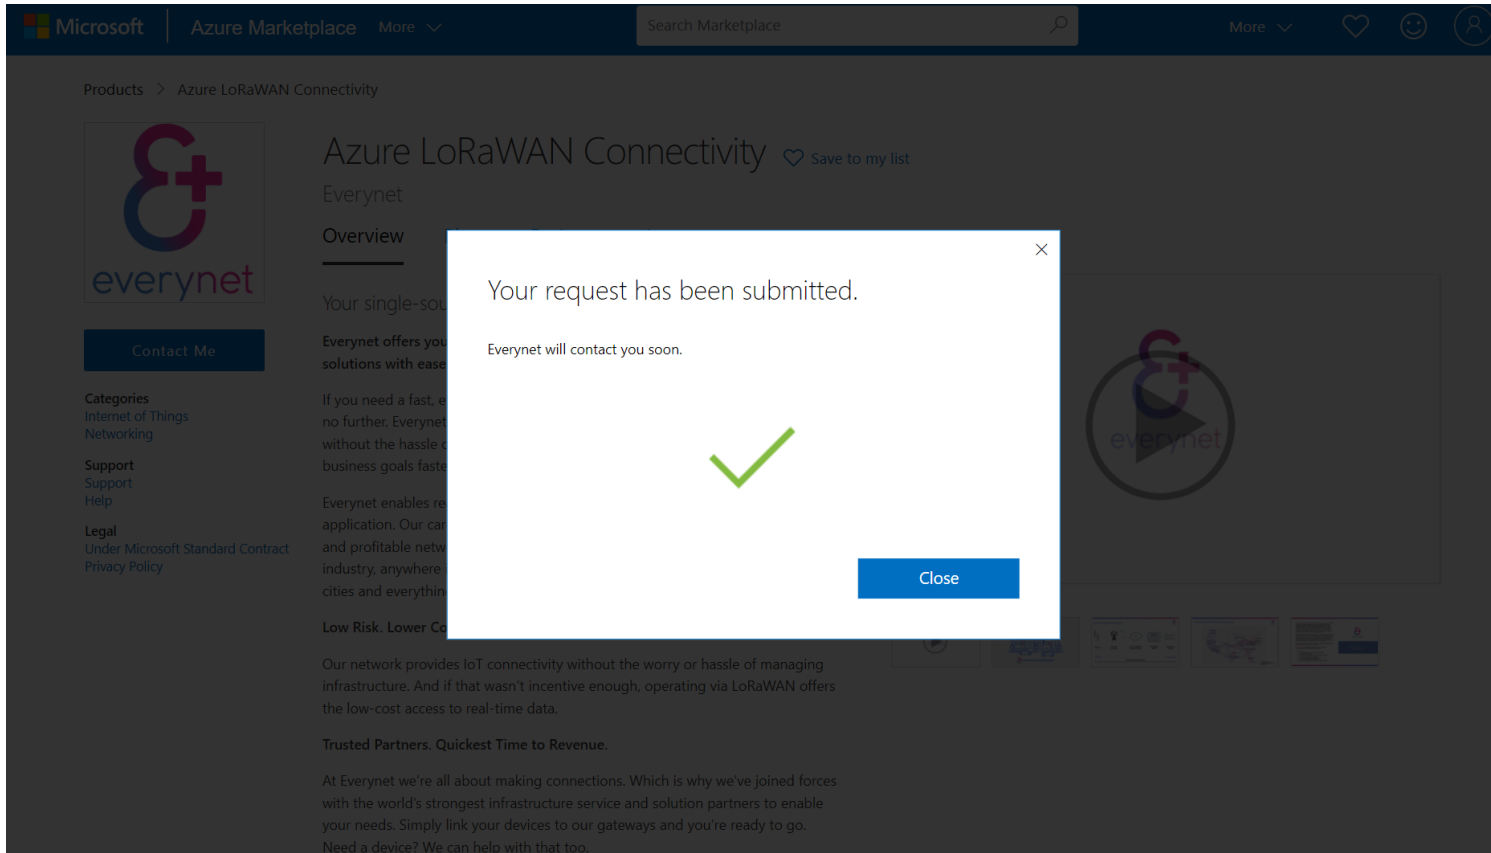 Microsoft
Azure Marketplace
More
Search Marketplace
More
Products > Azure LoRaWAN Connectivity
everynet
Azure LoRaWAN Connectivity
Save to my list
Everynet
Overview
Your single-sou
Contact Me
Categories
Internet of Things
Networking
Support
Support
Help
Legal
Under Microsoft Standard Contract
Privacy Policy
Everynet offers you
solutions with ease
If you need a fast, e
no further. Everynet
without the hassle
business goals faste
Everynet enables re
application. Our car
and profitable netw
industry, anywhere
cities and everythin
Low Risk. Lower Co
Our network provides IoT connectivity without the worry or hassle of managing
infrastructure. And if that wasn't incentive enough, operating via LoRaWAN offers
the low-cost access to real-time data.
Trusted Partners. Quickest Time to Revenue.
At Everynet we're all about making connections. Which is why we've joined forces
with the world's strongest infrastructure service and solution partners to enable
your needs. Simply link your devices to our gateways and you're ready to go.
Need a device? We can help with that too.
Your request has been submitted.
Everynet will contact you soon.
Close
everynet